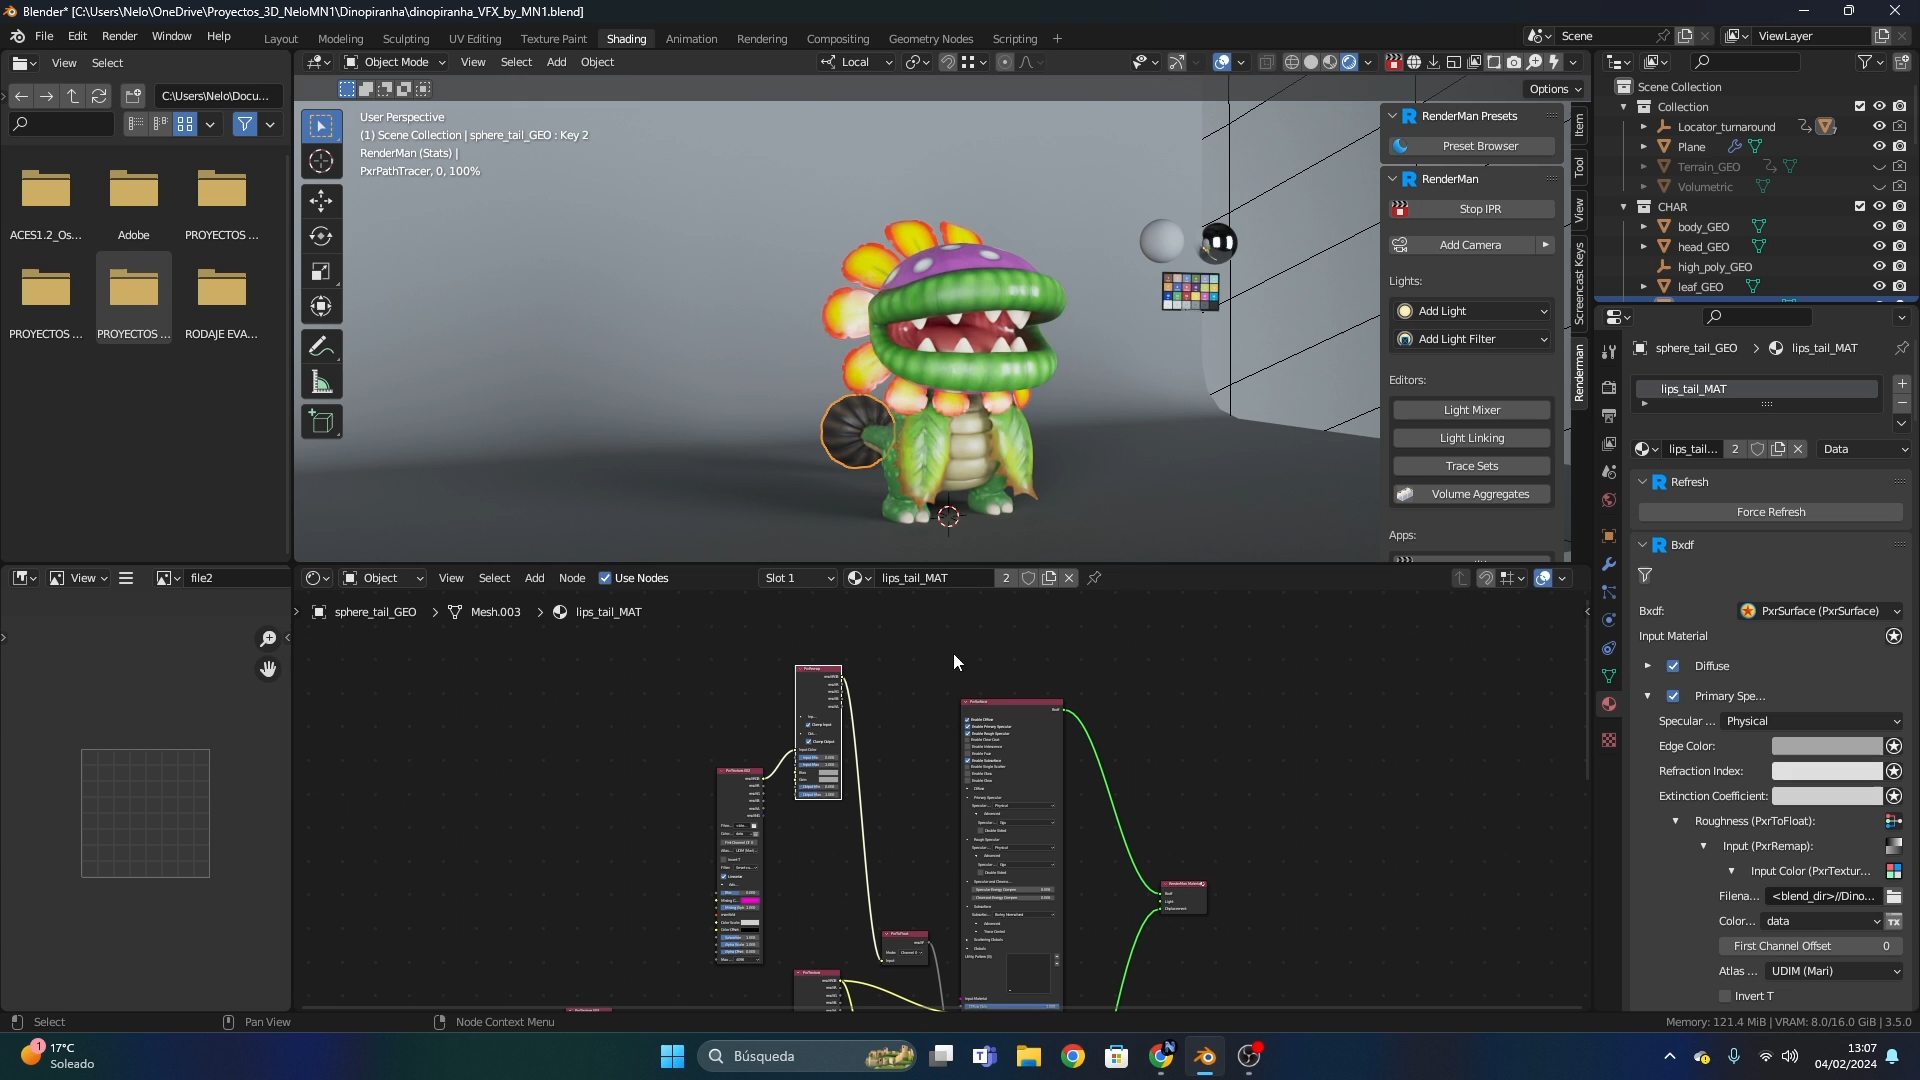 Blender* [C:\Users\Nelo\OneDrive\Proyectos_3D_NeloMN1\Dinopiranha\dinopiranha_VFX_by_MN1.blend]
File Edit Render Window Help
Layout Modeling Sculpting UV Editing Texture Paint Shading Animation Rendering Compositing Geometry Nodes Scripting
Scene ViewLayer
View Select
C:\Users\Nelo\Docu...
ACES1.2_Os... Adobe PROYECTOS ...
PROYECTOS ... PROYECTOS ... RODAJE EVA...
Object Mode View Select Add Object
Local
Options
User Perspective
(1) Scene Collection | sphere_tail_GEO : Key 2
RenderMan (Stats) |
PxrPathTracer, 0, 100%
RenderMan Presets
Preset Browser
RenderMan
Stop IPR
Add Camera
Lights:
Add Light
Add Light Filter
Editors:
Light Mixer
Light Linking
Trace Sets
Volume Aggregates
Apps:
Item
Tool
View
Screencast Keys
Renderman
Scene Collection
Collection
Locator_turnaround
Plane
Terrain_GEO
Volumetric
CHAR
body_GEO
head_GEO
high_poly_GEO
leaf_GEO
sphere_tail_GEO lips_tail_MAT
lips_tail_MAT
lips_tail... 2 Data
Refresh
Force Refresh
Bxdf
Bxdf: PxrSurface (PxrSurface)
Input Material
Diffuse
Primary Spe...
Specular ... Physical
Edge Color:
Refraction Index:
Extinction Coefficient:
Roughness (PxrToFloat):
Input (PxrRemap):
Input Color (PxrTextur...
Filena... <blend_dir>//Dino...
Color... data
First Channel Offset 0
Atlas ... UDIM (Mari)
Invert T
View file2
Object View Select Add Node Use Nodes Slot 1 lips_tail_MAT 2
sphere_tail_GEO Mesh.003 lips_tail_MAT
Select Pan View Node Context Menu
Memory: 121.4 MiB | VRAM: 8.0/16.0 GiB | 3.5.0
1 17°C
Soleado
Búsqueda
13:07
04/02/2024